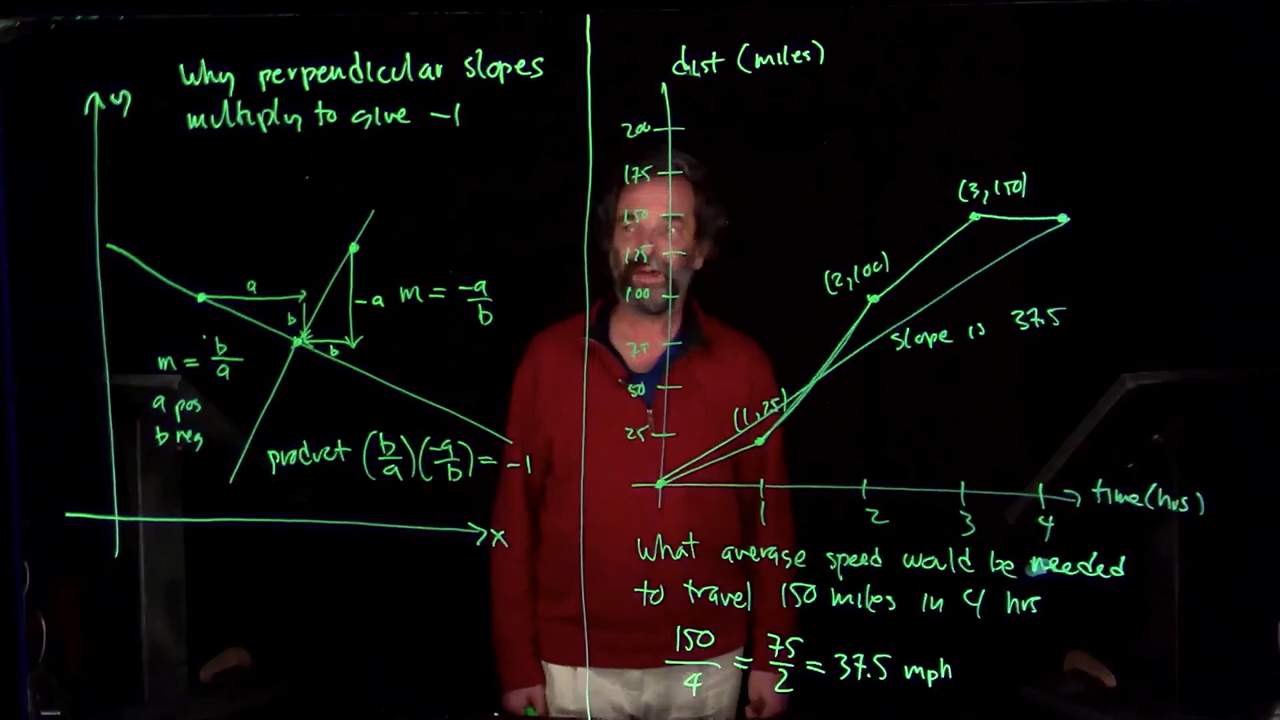 Why perpendicular slopes
multiply to give -1
y
a
b
-a
b
m = -a/b
m = b/a
a pos
b neg
product (b/a)(-a/b) = -1
x
dist (miles)
200
175
150
125
100
75
50
25
(3,150)
(2,100)
(1,25)
slope is 37.5
1 2 3 4
time (hrs)
What average speed would be needed
to travel 150 miles in 4 hrs
150/4 = 75/2 = 37.5 mph